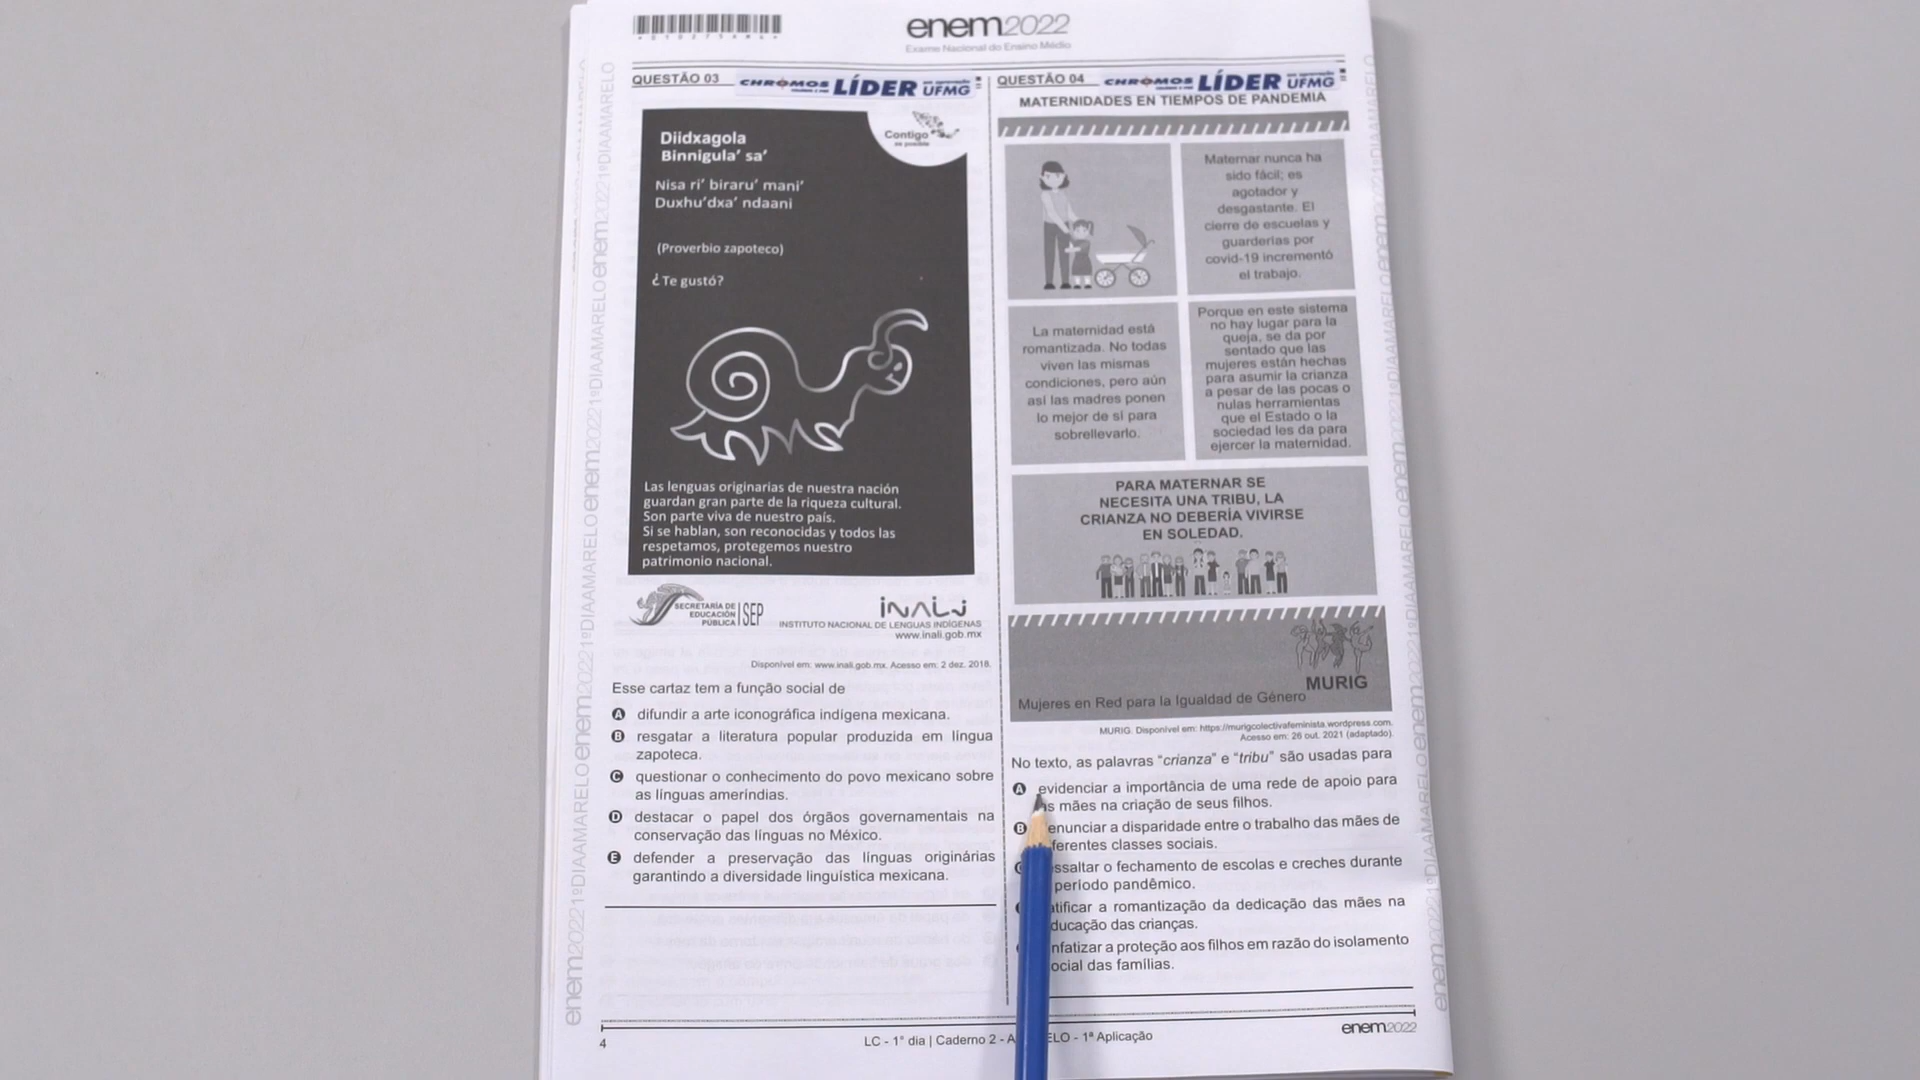 enem2022
Exame Nacional do Ensino Médio
QUESTÃO 03
CHROMOS LÍDER UFMG
Diidxagola
Binnigula’ sa’
Contigo
es posible
Nisa ri’ biraru’ mani’
Duxhu’dxa’ ndaani
(Proverbio zapoteco)
¿Te gustó?
Las lenguas originarias de nuestra nación
guardan gran parte de la riqueza cultural.
Son parte viva de nuestro país.
Si se hablan, son reconocidas y todos las
respetamos, protegemos nuestro
patrimonio nacional.
SECRETARÍA DE
EDUCACIÓN
PÚBLICA
SEP
INALI
INSTITUTO NACIONAL DE LENGUAS INDÍGENAS
www.inali.gob.mx
Disponível em: www.inali.gob.mx. Acesso em: 2 dez. 2018.
Esse cartaz tem a função social de
A difundir a arte iconográfica indígena mexicana.
B resgatar a literatura popular produzida em língua
zapoteca.
C questionar o conhecimento do povo mexicano sobre
as línguas ameríndias.
D destacar o papel dos órgãos governamentais na
conservação das línguas no México.
E defender a preservação das línguas originárias
garantindo a diversidade linguística mexicana.
QUESTÃO 04
CHROMOS LÍDER UFMG
MATERNIDADES EN TIEMPOS DE PANDEMIA
Maternar nunca ha
sido fácil; es
agotador y
desgastante. El
cierre de escuelas y
guarderías por
covid-19 incrementó
el trabajo.
La maternidad está
romantizada. No todas
viven las mismas
condiciones, pero aún
así las madres ponen
lo mejor de sí para
sobrellevarlo.
Porque en este sistema
no hay lugar para la
queja, se da por
sentado que las
mujeres están hechas
para asumir la crianza
a pesar de las pocas o
nulas herramientas
que el Estado o la
sociedad les da para
ejercer la maternidad.
PARA MATERNAR SE
NECESITA UNA TRIBU, LA
CRIANZA NO DEBERÍA VIVIRSE
EN SOLEDAD.
MURIG
Mujeres en Red para la Igualdad de Género
MURIG. Disponível em: https://murigcolectivafeminista.wordpress.com.
Acesso em: 26 out. 2021 (adaptado).
No texto, as palavras “crianza” e “tribu” são usadas para
A evidenciar a importância de uma rede de apoio para
as mães na criação de seus filhos.
B enunciar a disparidade entre o trabalho das mães de
ferentes classes sociais.
essaltar o fechamento de escolas e creches durante
período pandêmico.
atificar a romantização da dedicação das mães na
ducação das crianças.
nfatizar a proteção aos filhos em razão do isolamento
ocial das famílias.
4
LC - 1° dia | Caderno 2 - A ELO - 1ª Aplicação
enem2022